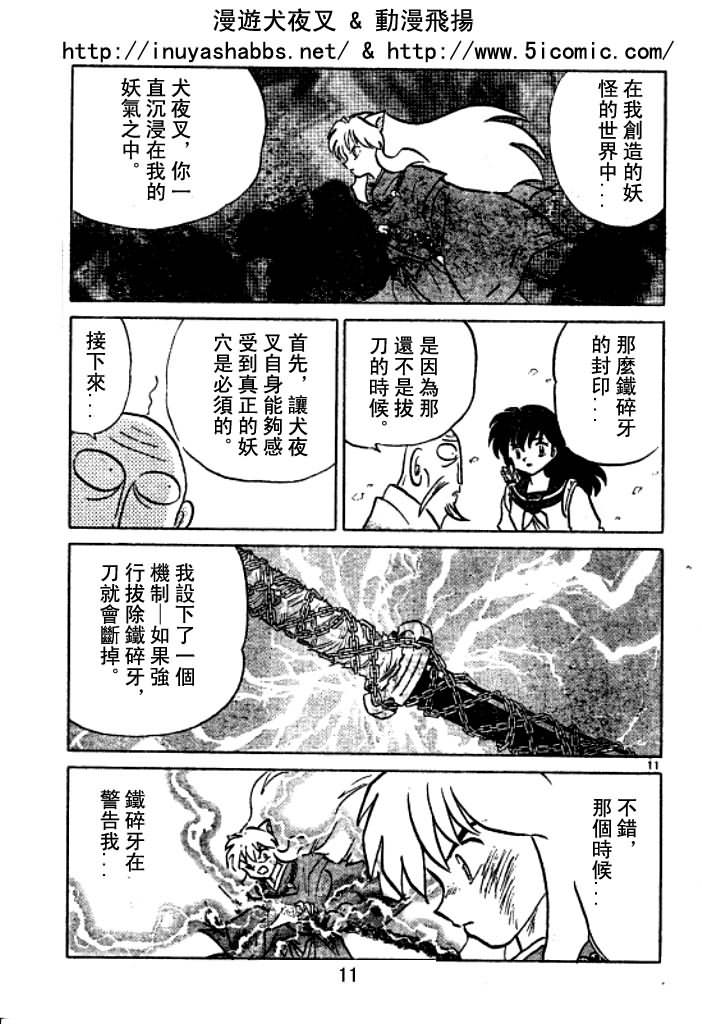 漫遊犬夜叉 & 動漫飛揚
http://inuyashabbs.net/ & http://www.5icomic.com/
在我創造的妖
怪的世界中…
犬夜叉，你一
直沉浸在我的
妖氣之中。
那麼鐵碎牙
的封印…
是因為那
還不是拔
刀的時候。
首先，讓犬夜
叉自身能夠感
受到真正的妖
穴是必須的。
接下來…
我設下了一個
機制—如果強
行拔除鐵碎牙，
刀就會斷掉。
11
不錯，
那個時候…
鐵碎牙在
警告我…
11